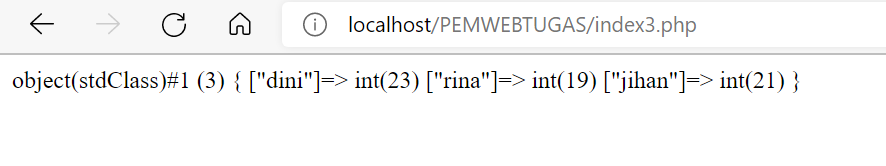 localhost/PEMWEBTUGAS/index3.php
object(stdClass)#1 (3) { ["dini"]=> int(23) ["rina"]=> int(19) ["jihan"]=> int(21) }